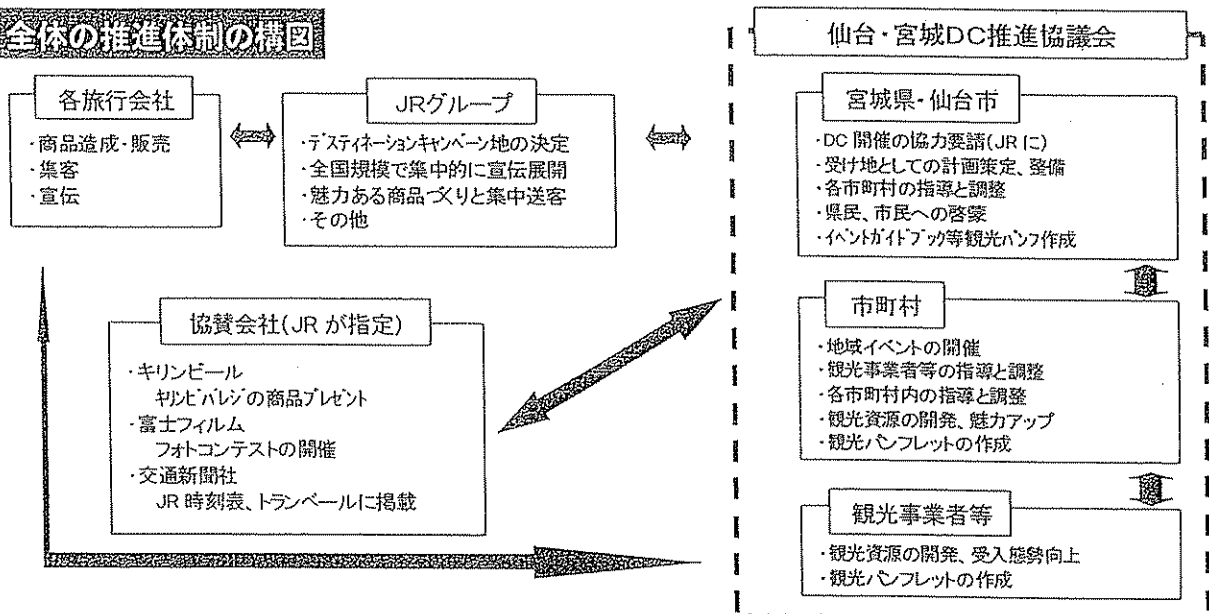 全体の推進体制の構図
各旅行会社
・商品造成・販売
・集客
・宣伝
JRグループ
・デスティネーションキャンペーン地の決定
・全国規模で集中的に宣伝展開
・魅力ある商品づくりと集中送客
・その他
協賛会社(JRが指定)
・キリンビール
キリンビバレジの商品プレゼント
・富士フィルム
フォトコンテストの開催
・交通新聞社
JR時刻表、トランベールに掲載
仙台・宮城DC推進協議会
宮城県・仙台市
・DC開催の協力要請(JRに)
・受け地としての計画策定、整備
・各市町村の指導と調整
・県民、市民への啓蒙
・イベントガイドブック等観光パンフ作成
市町村
・地域イベントの開催
・観光事業者等の指導と調整
・各市町村内の指導と調整
・観光資源の開発、魅力アップ
・観光パンフレットの作成
観光事業者等
・観光資源の開発、受入態勢向上
・観光パンフレットの作成